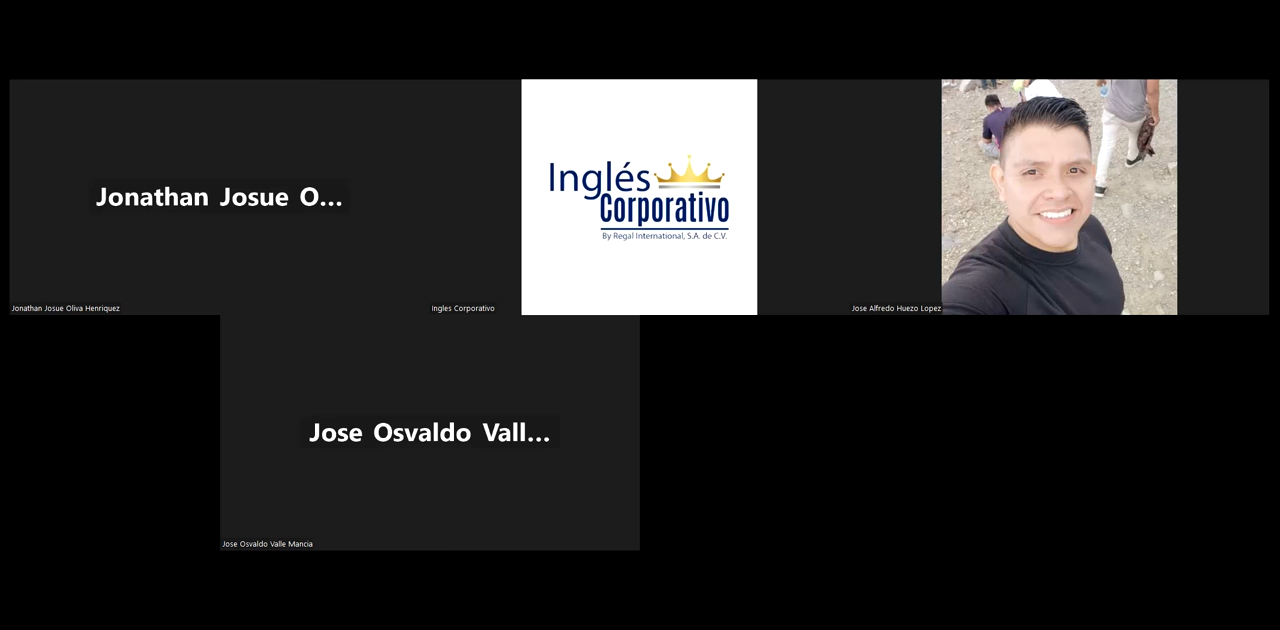 Jonathan Josue O...
Jonathan Josue Oliva Henriquez
Inglés
Corporativo
By Regal International, S.A. de C.V.
Ingles Corporativo
Jose Alfredo Huezo Lopez
Jose Osvaldo Vall...
Jose Osvaldo Valle Mancia